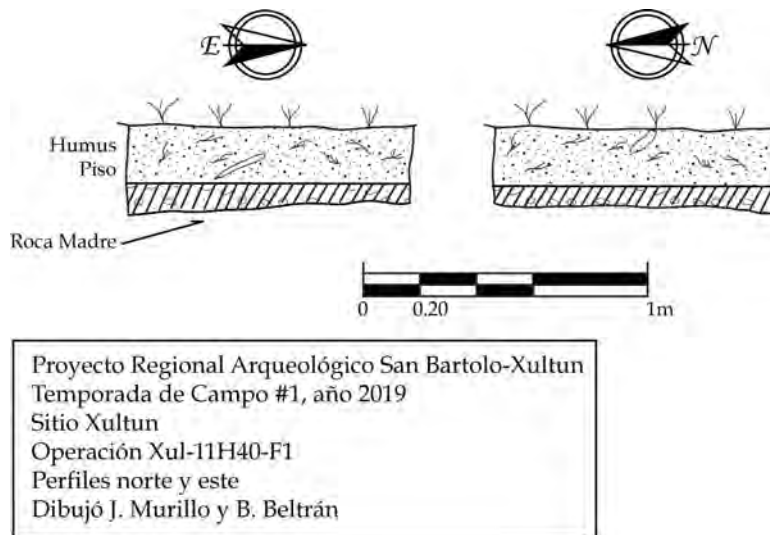 E
N
Humus
Piso
Roca Madre
0 0.20 1m
Proyecto Regional Arqueológico San Bartolo-Xultun
Temporada de Campo #1, año 2019
Sitio Xultun
Operación Xul-11H40-F1
Perfiles norte y este
Dibujó J. Murillo y B. Beltrán